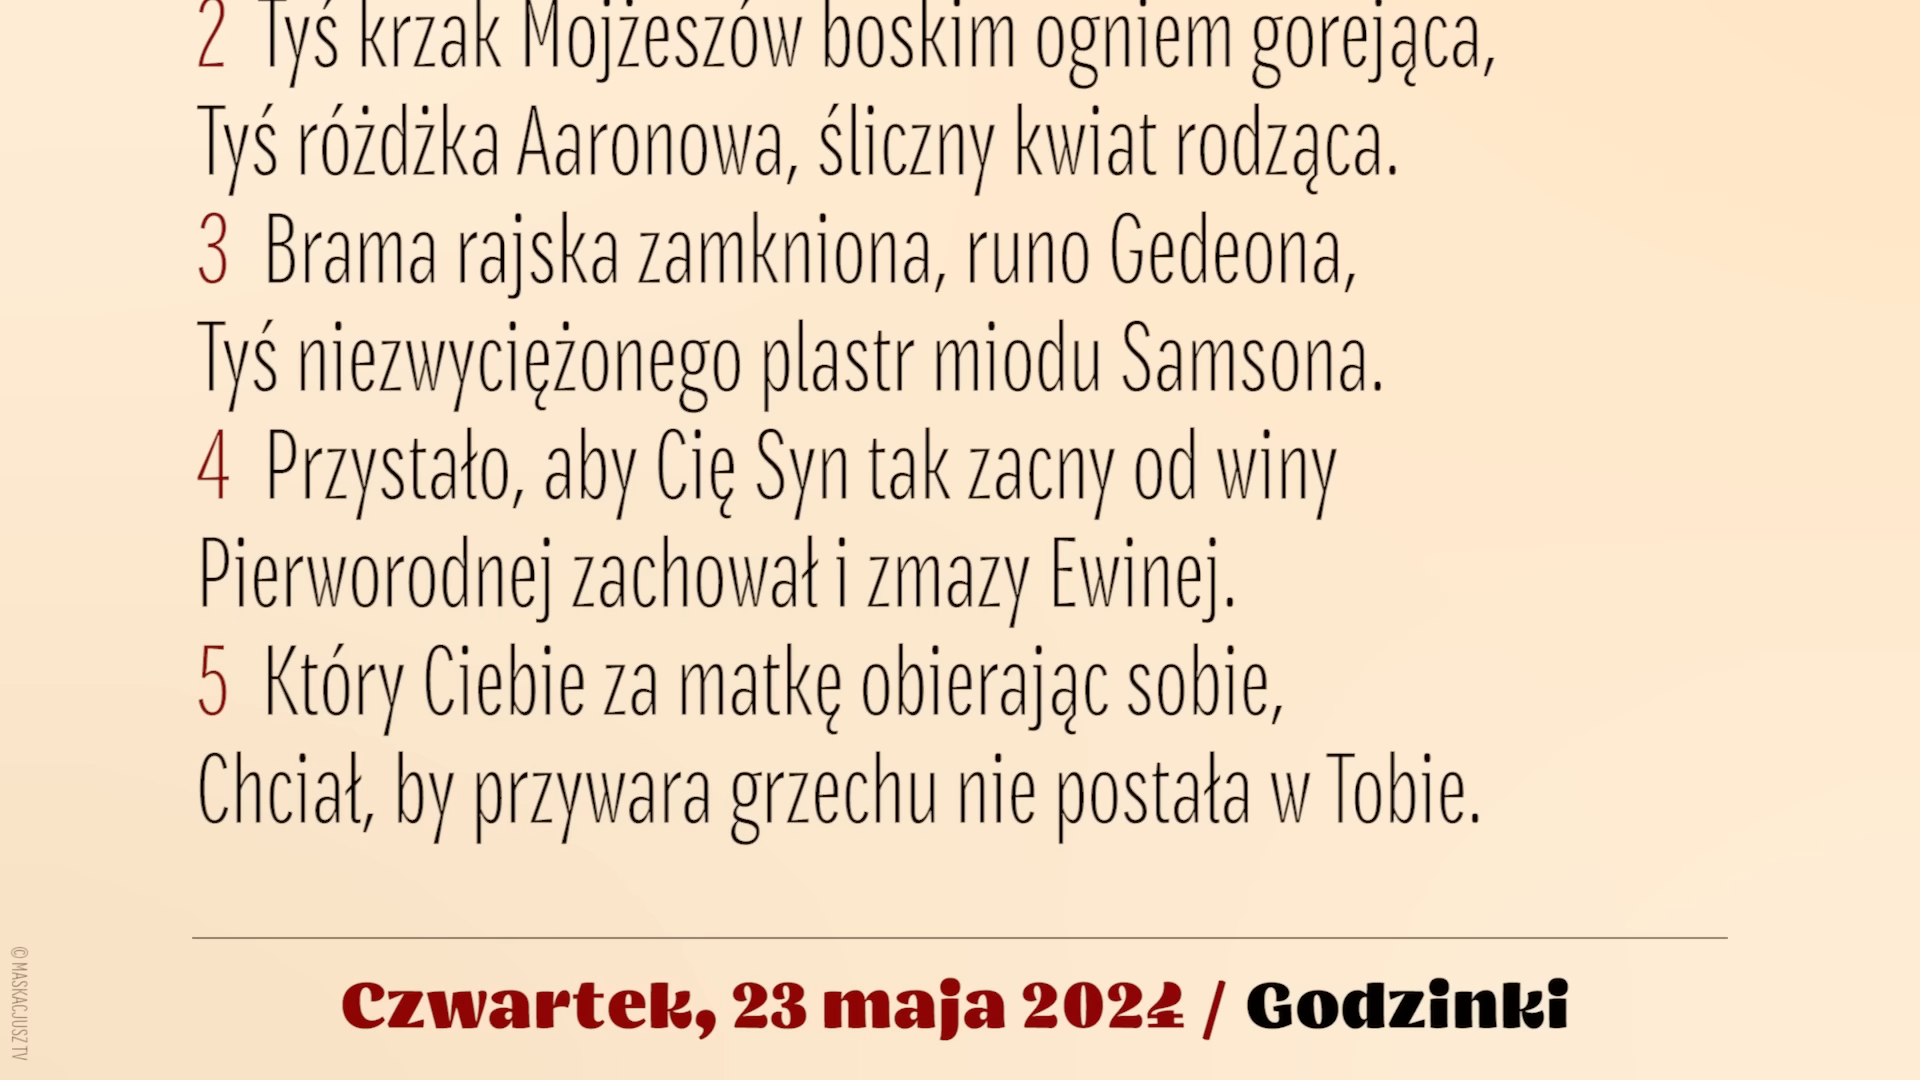 2 Tyś krzak Mojżeszów boskim ogniem gorejąca,
Tyś różdżka Aaronowa, śliczny kwiat rodząca.
3 Brama rajska zamkniona, runo Gedeona,
Tyś niezwyciężonego plastr miodu Samsona.
4 Przystało, aby Cię Syn tak zacny od winy
Pierworodnej zachował i zmazy Ewinej.
5 Który Ciebie za matkę obierając sobie,
Chciał, by przywara grzechu nie postała w Tobie.
Czwartek, 23 maja 2024 / Godzinki
© MASKACJUSZ TV